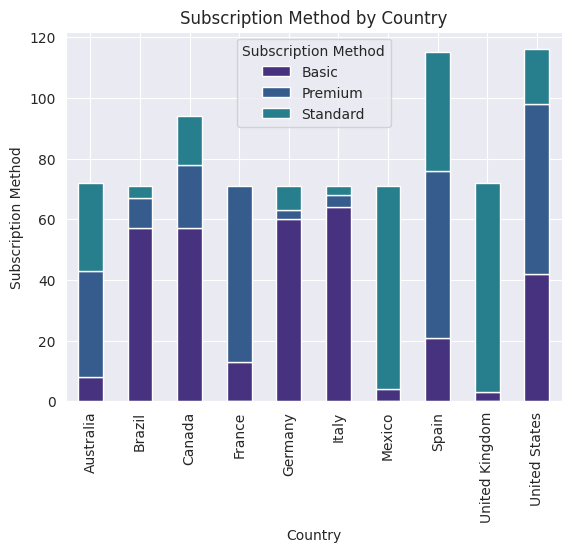 Subscription Method by Country
Subscription Method
Basic
Premium
Standard
120
100
80
60
40
20
0
Subscription Method
Australia
Brazil
Canada
France
Germany
Italy
Mexico
Spain
United Kingdom
United States
Country